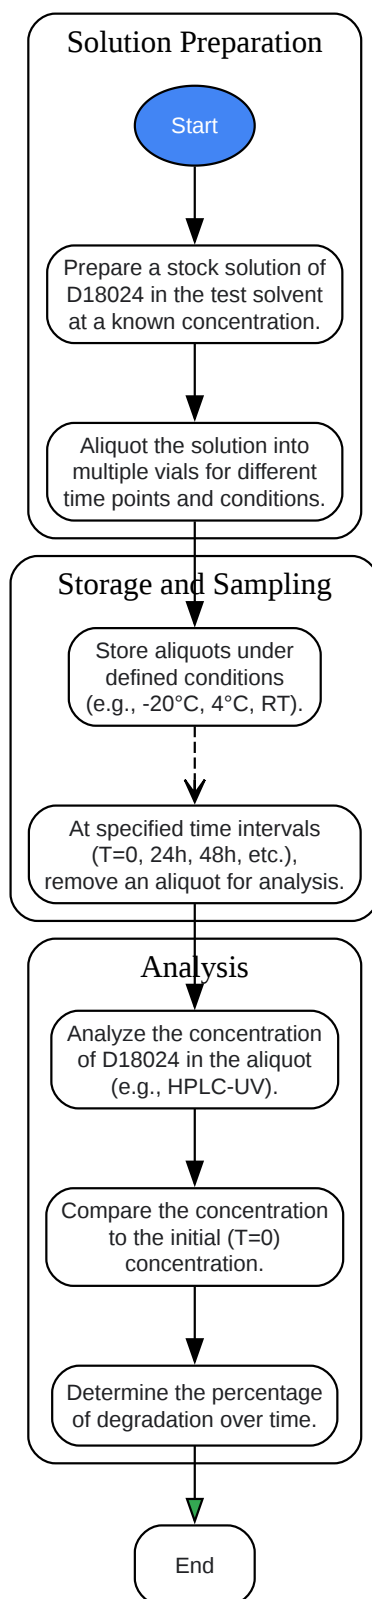 Solution Preparation
Start
Prepare a stock solution of
D18024 in the test solvent
at a known concentration.
Aliquot the solution into
multiple vials for different
time points and conditions.
Storage and Sampling
Store aliquots under
defined conditions
(e.g., -20°C, 4°C, RT).
At specified time intervals
(T=0, 24h, 48h, etc.),
remove an aliquot for analysis.
Analysis
Analyze the concentration
of D18024 in the aliquot
(e.g., HPLC-UV).
Compare the concentration
to the initial (T=0)
concentration.
Determine the percentage
of degradation over time.
End